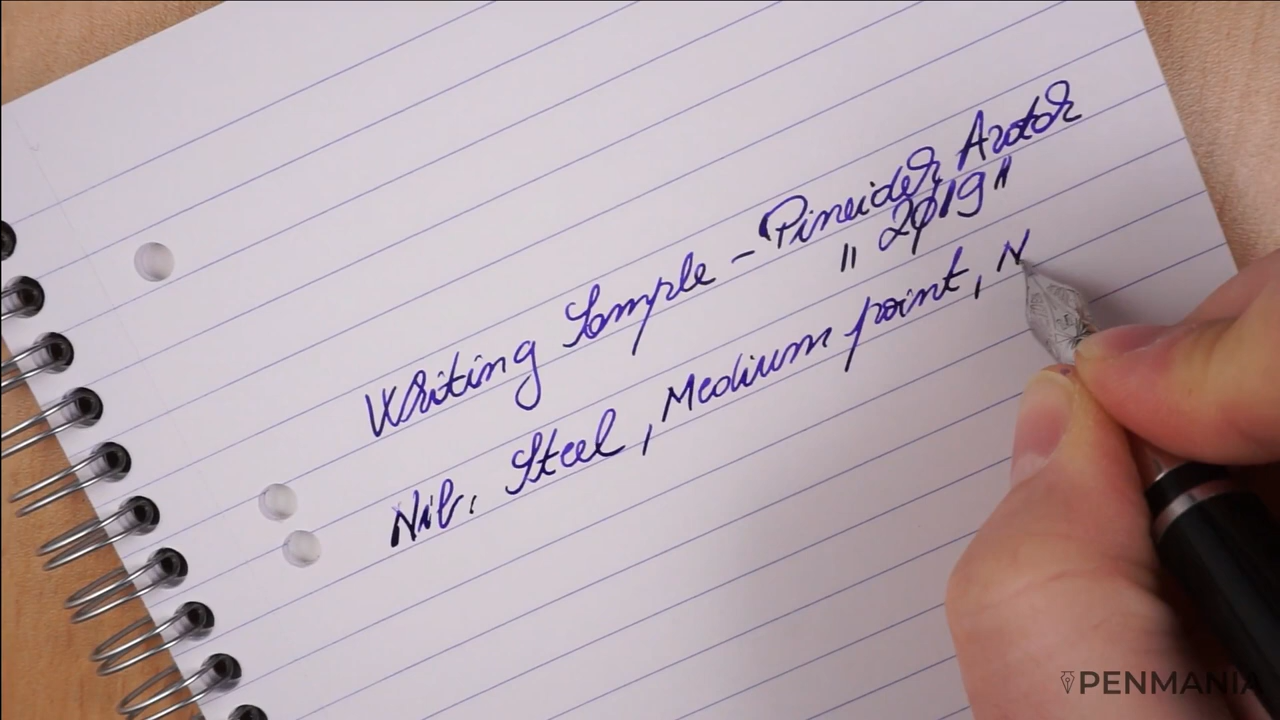 Writing Sample - Pineider Avatar
" 2019 "
Nib: Steel, Medium point, N
PENMANIA